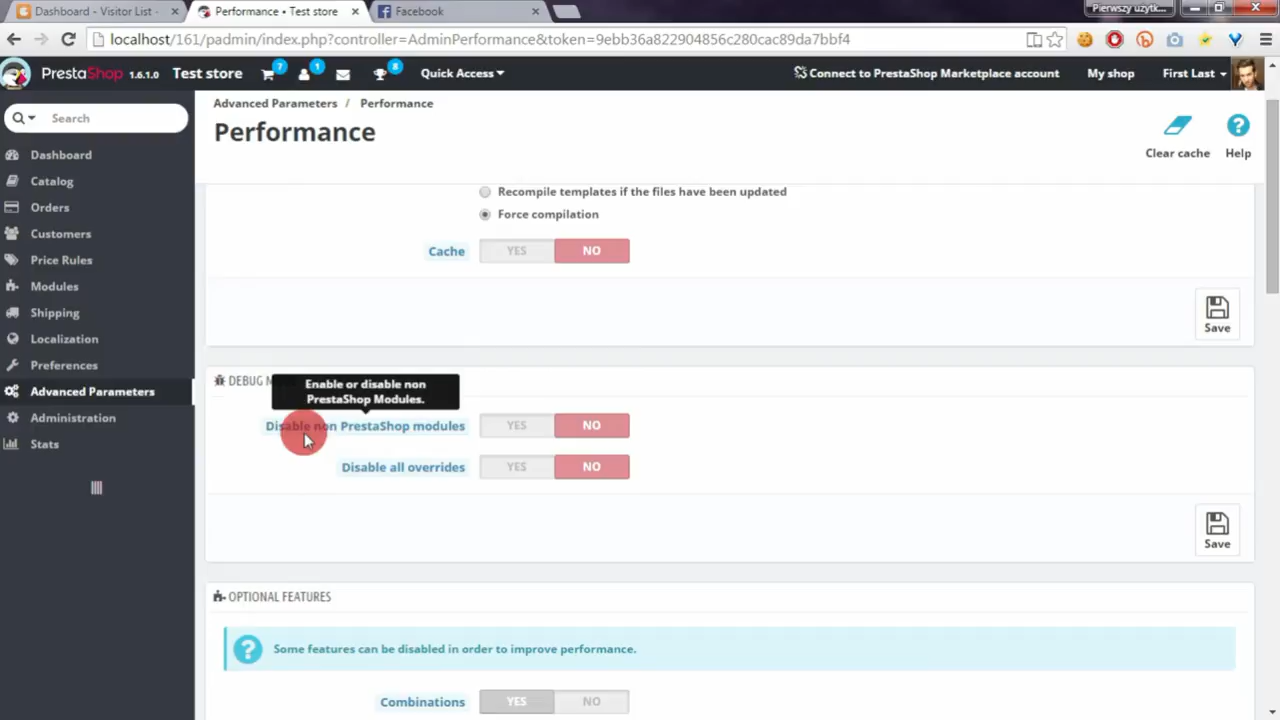 Dashboard - Visitor List -
Performance • Test store
Facebook
Pierwszy użytk...
localhost/161/padmin/index.php?controller=AdminPerformance&token=9ebb36a822904856c280cac89da7bbf4
PRESTASHOP 1.6.1.0
Test store
7
1
8
Quick Access
Connect to PrestaShop Marketplace account
My shop
First Last
Search
Dashboard
Catalog
Orders
Customers
Price Rules
Modules
Shipping
Localization
Preferences
Advanced Parameters
Administration
Stats
Advanced Parameters / Performance
Performance
Clear cache
Help
Recompile templates if the files have been updated
Force compilation
Cache YES NO
Save
DEBUG M
Enable or disable non
PrestaShop Modules.
Disable non PrestaShop modules YES NO
Disable all overrides YES NO
Save
OPTIONAL FEATURES
Some features can be disabled in order to improve performance.
Combinations YES NO